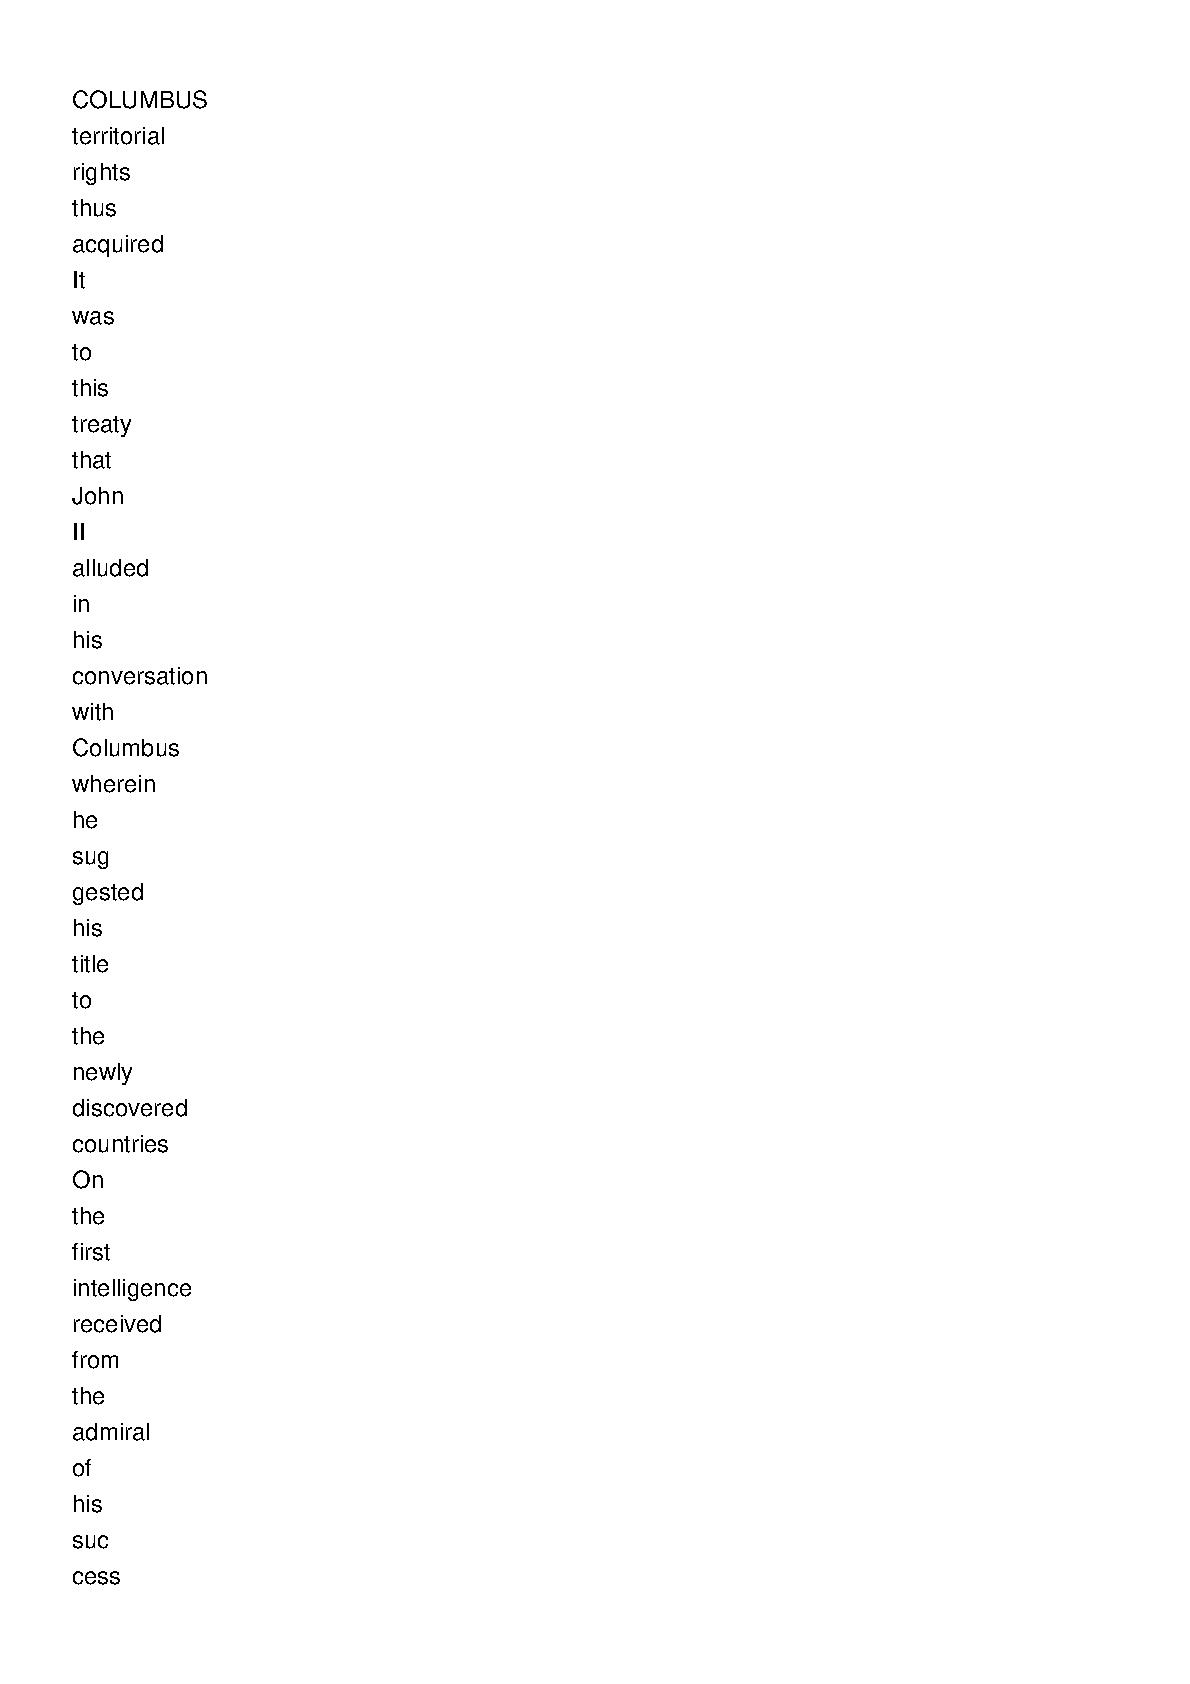 COLUMBUS
territorial
rights
thus
acquired
It
was
to
this
treaty
that
John
II
alluded
in
his
conversation
with
Columbus
wherein
he
sug
gested
his
title
to
the
newly
discovered
countries
On
the
first
intelligence
received
from
the
admiral
of
his
suc
cess